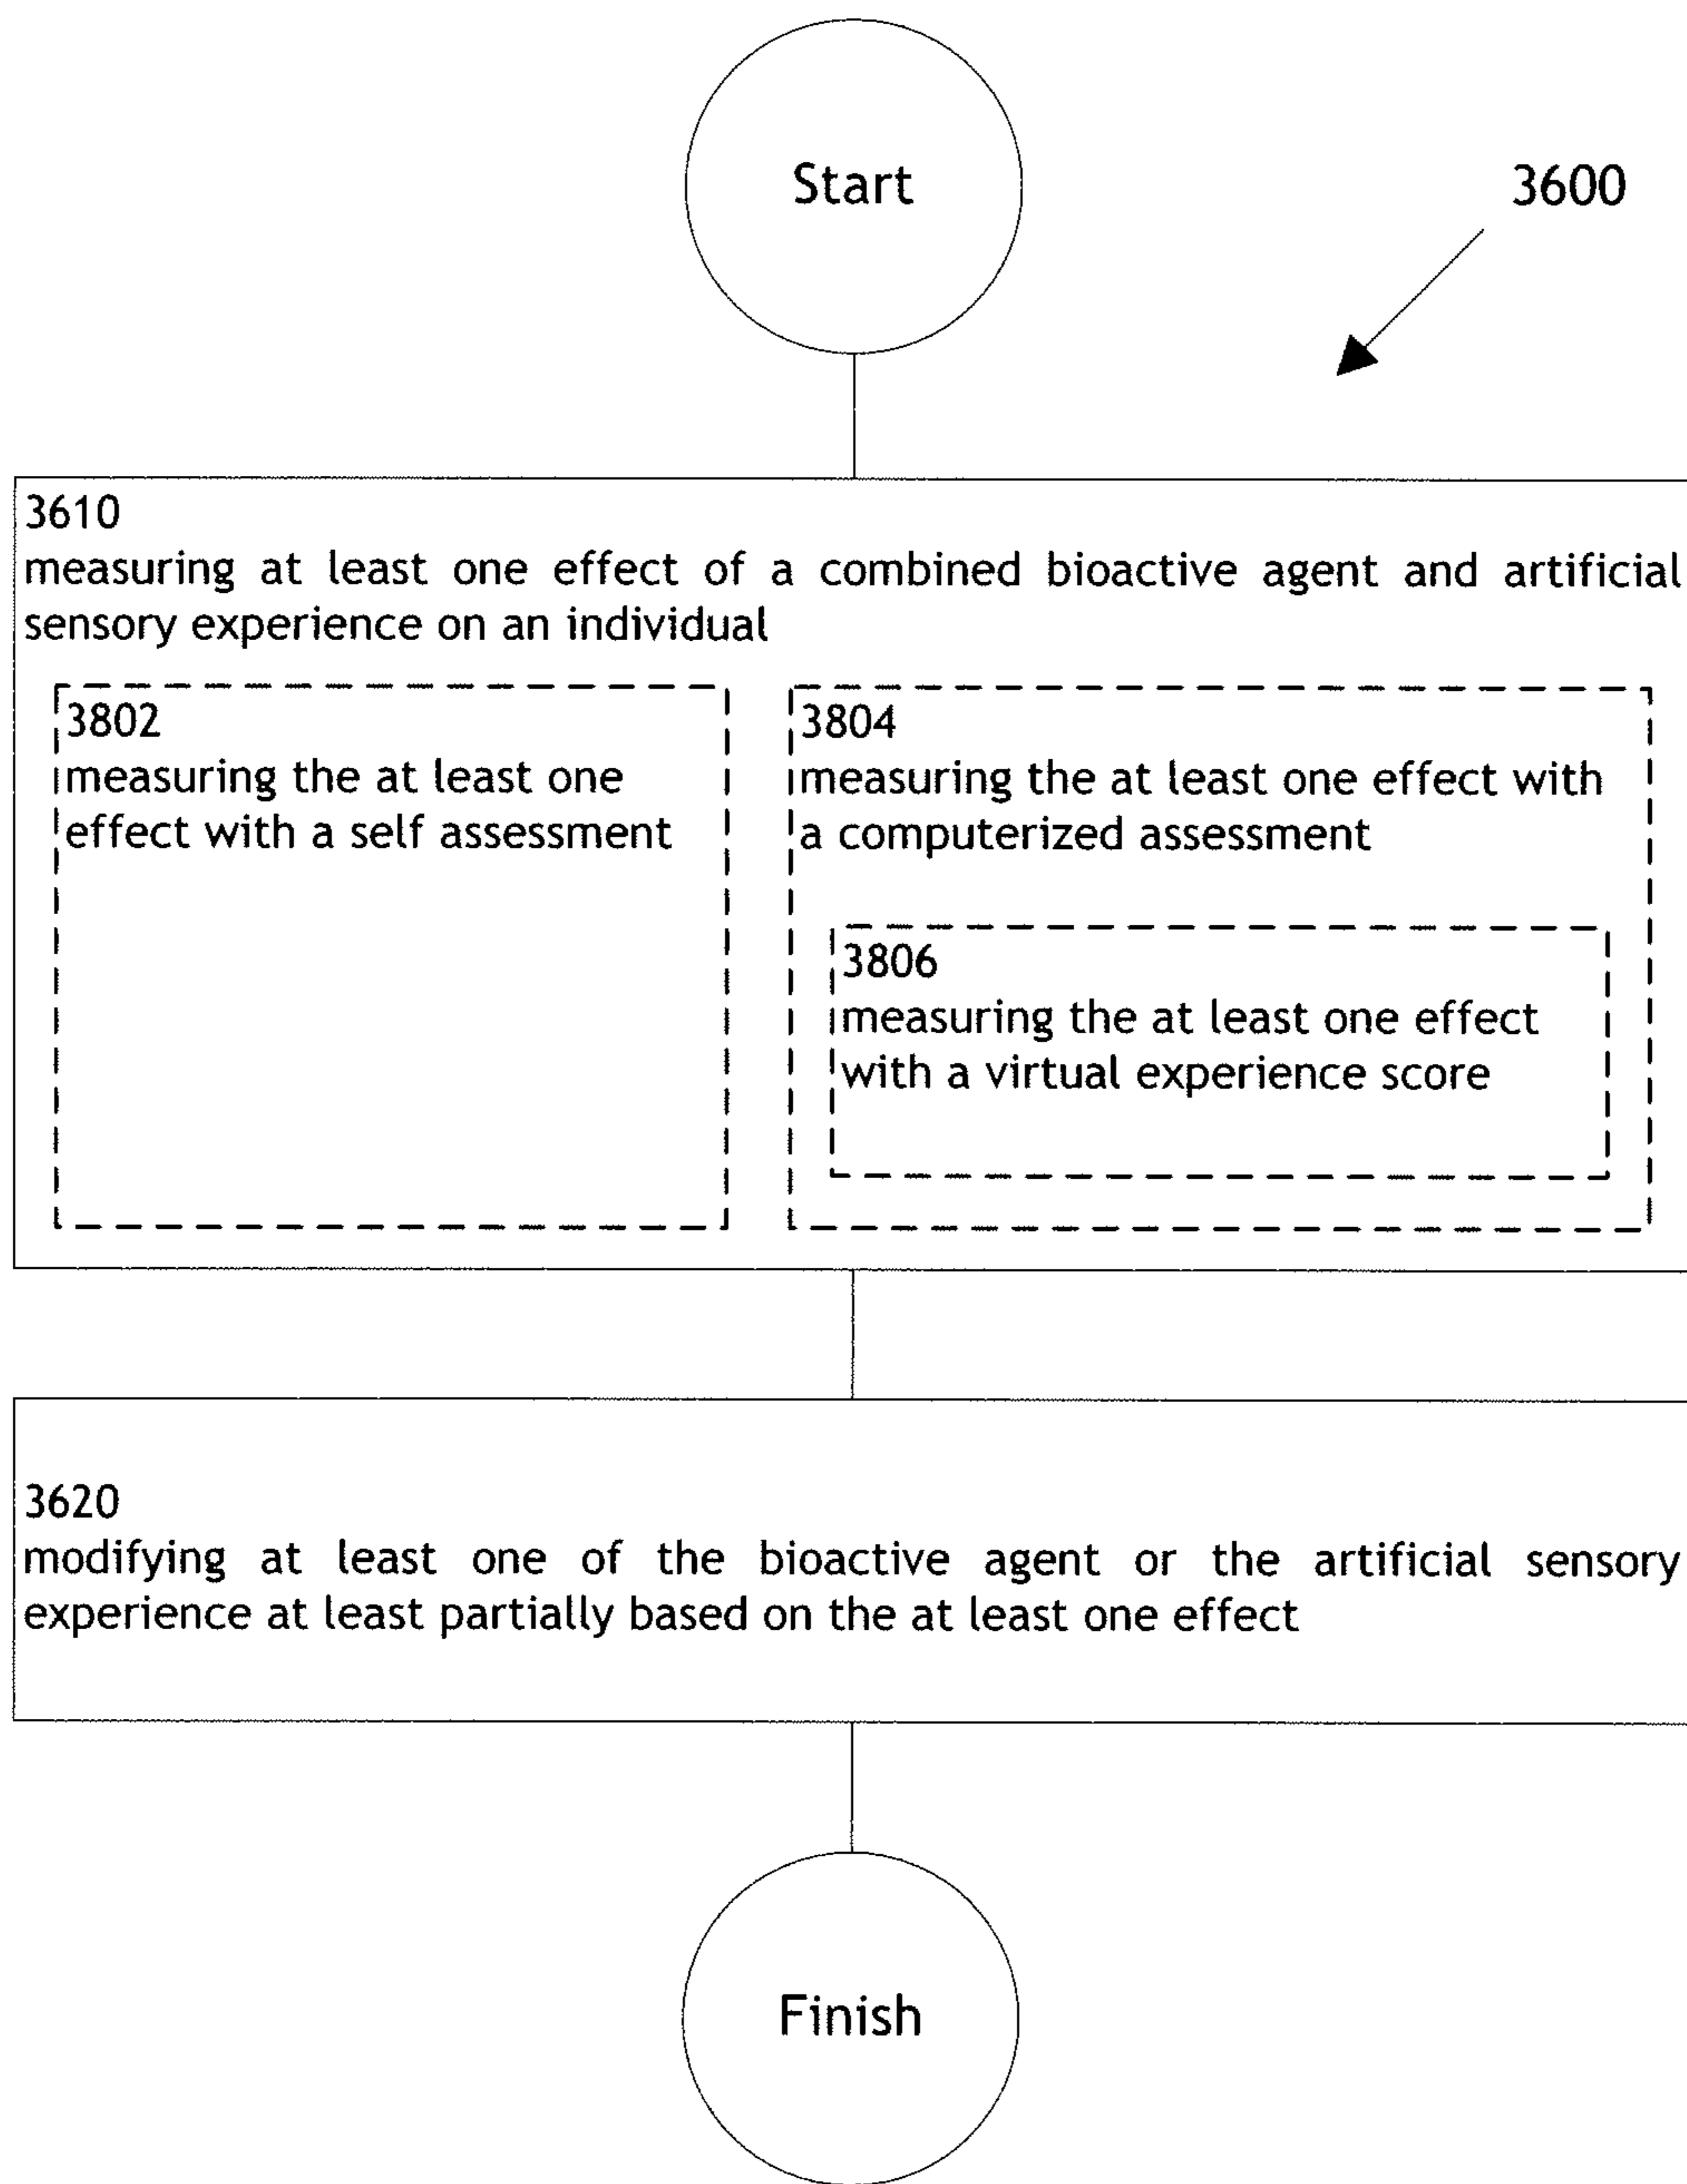 Start
3600
3610
measuring at least one effect of a combined bioactive agent and artificial
sensory experience on an individual
3802
measuring the at least one
effect with a self assessment
3804
measuring the at least one effect with
a computerized assessment
3806
measuring the at least one effect
with a virtual experience score
3620
modifying at least one of the bioactive agent or the artificial sensory
experience at least partially based on the at least one effect
Finish